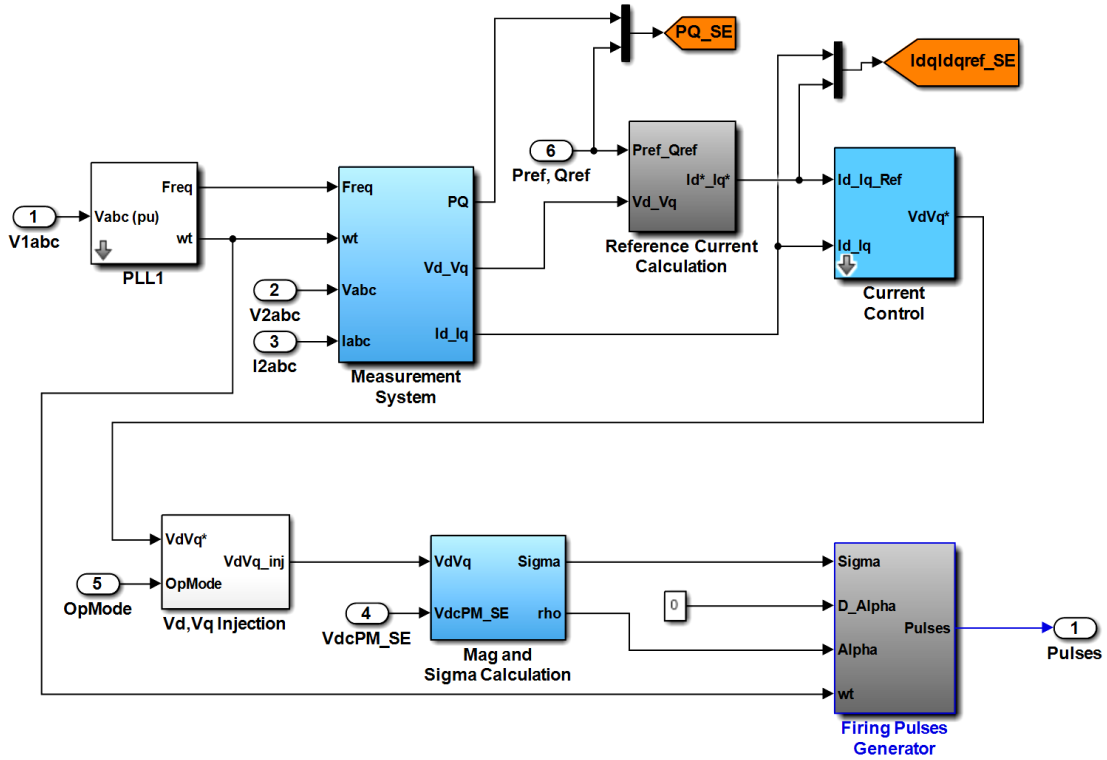 PQ_SE
IdqIdqref_SE
6
Pref, Qref
Pref_Qref
Id*_Iq*
Vd_Vq
Reference Current
Calculation
Id_Iq_Ref
VdVq*
Id_Iq
Current
Control
1
V1abc
Freq
Vabc (pu)
wt
PLL1
Freq
PQ
wt
Vd_Vq
Vabc
Id_Iq
Iabc
Measurement
System
2
V2abc
3
I2abc
VdVq*
VdVq_inj
OpMode
Vd,Vq Injection
5
OpMode
VdVq
Sigma
VdcPM_SE
rho
Mag and
Sigma Calculation
4
VdcPM_SE
0
Sigma
D_Alpha
Pulses
Alpha
wt
Firing Pulses
Generator
1
Pulses